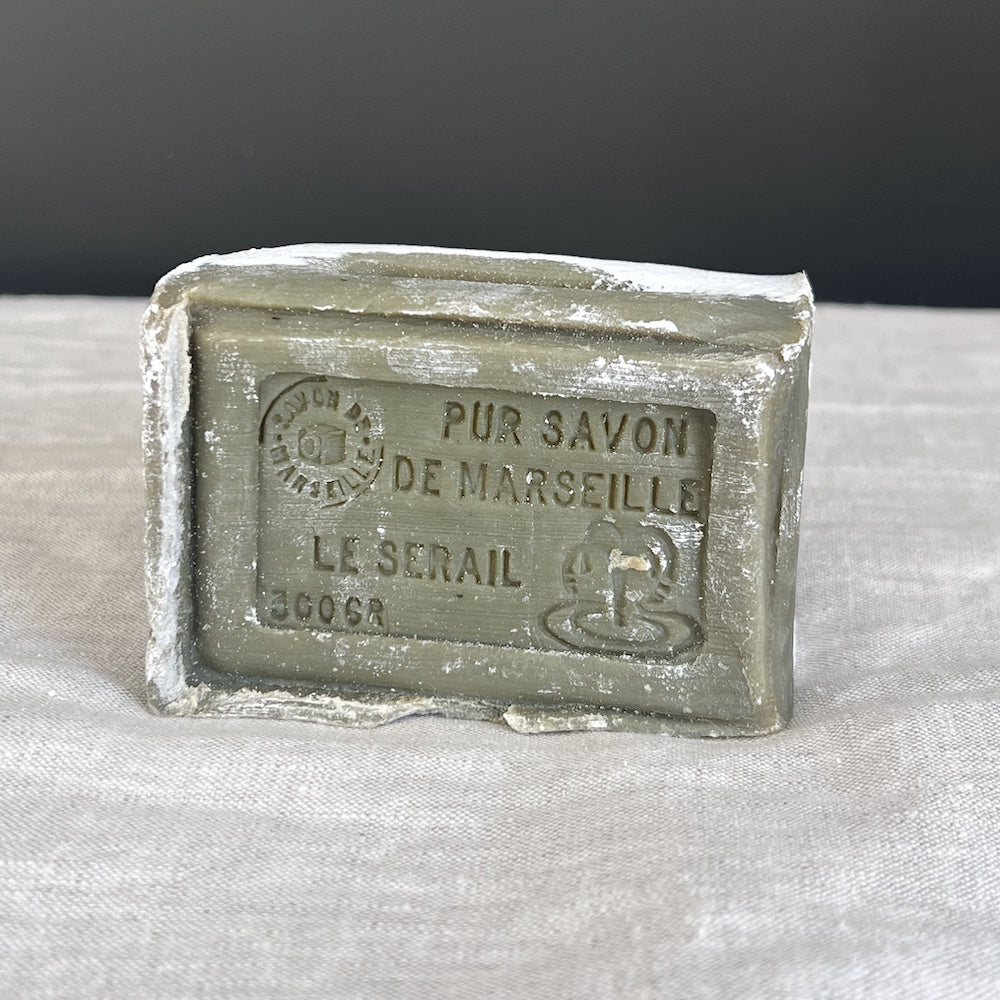 SAVON DE
MARSEILLE
PUR SAVON
DE MARSEILLE
LE SERAIL
300GR